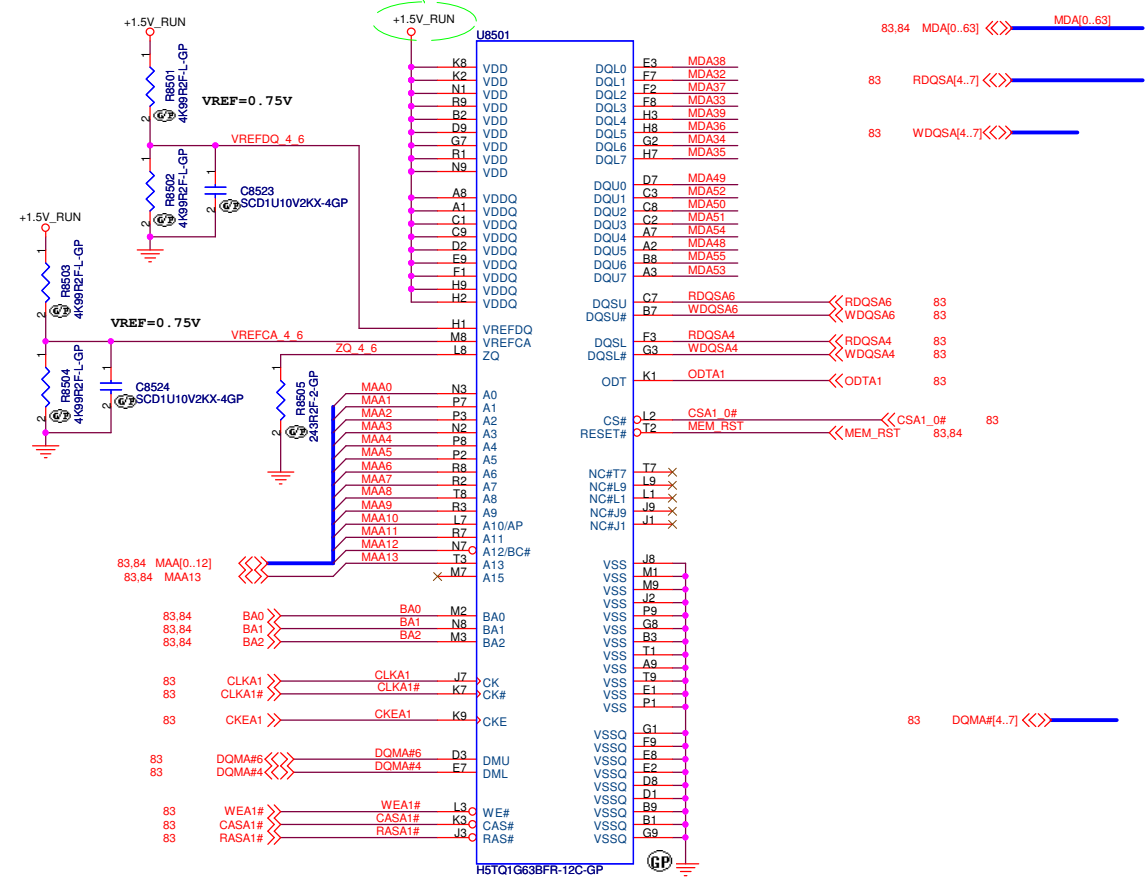 +1.5V_RUN
1
R8501
4K99R2F-L-GP
G/P
2
VREF=0.75V
VREFDQ_4_6
1
R8502
4K99R2F-L-GP
G/P
2
C8523
G/P SCD1U10V2KX-4GP
+1.5V_RUN
1
R8503
4K99R2F-L-GP
G/P
2
VREF=0.75V
VREFCA_4_6
1
R8504
4K99R2F-L-GP
G/P
2
C8524
G/P SCD1U10V2KX-4GP
ZQ_4_6
1
R8505
243R2F-2-GP
G/P
2
+1.5V_RUN
U8501
K8 VDD
K2 VDD
N1 VDD
R9 VDD
B2 VDD
D9 VDD
G7 VDD
R1 VDD
N9 VDD
A8 VDDQ
A1 VDDQ
C1 VDDQ
C9 VDDQ
D2 VDDQ
E9 VDDQ
F1 VDDQ
H9 VDDQ
H2 VDDQ
H1 VREFDQ
M8 VREFCA
L8 ZQ
MAA0 N3 A0
MAA1 P7 A1
MAA2 P3 A2
MAA3 N2 A3
MAA4 P8 A4
MAA5 P2 A5
MAA6 R8 A6
MAA7 R2 A7
MAA8 T8 A8
MAA9 R3 A9
MAA10 L7 A10/AP
MAA11 R7 A11
MAA12 N7 A12/BC#
MAA13 T3 A13
M7 A15
83,84 MAA[0..12]
83,84 MAA13
83,84 BA0 BA0 M2 BA0
83,84 BA1 BA1 N8 BA1
83,84 BA2 BA2 M3 BA2
83 CLKA1 CLKA1 J7 CK
83 CLKA1# CLKA1# K7 CK#
83 CKEA1 CKEA1 K9 CKE
83 DQMA#6 DQMA#6 D3 DMU
83 DQMA#4 DQMA#4 E7 DML
83 WEA1# WEA1# L3 WE#
83 CASA1# CASA1# K3 CAS#
83 RASA1# RASA1# J3 RAS#
DQL0 E3 MDA38
DQL1 F7 MDA32
DQL2 F2 MDA37
DQL3 F8 MDA33
DQL4 H3 MDA39
DQL5 H8 MDA36
DQL6 G2 MDA34
DQL7 H7 MDA35
DQU0 D7 MDA49
DQU1 C3 MDA52
DQU2 C8 MDA50
DQU3 C2 MDA51
DQU4 A7 MDA54
DQU5 A2 MDA48
DQU6 B8 MDA55
DQU7 A3 MDA53
DQSU C7 RDQSA6 RDQSA6 83
DQSU# B7 WDQSA6 WDQSA6 83
DQSL F3 RDQSA4 RDQSA4 83
DQSL# G3 WDQSA4 WDQSA4 83
ODT K1 ODTA1 ODTA1 83
CS# L2 CSA1_0# CSA1_0# 83
RESET# T2 MEM_RST MEM_RST 83,84
NC#T7 T7
NC#L9 L9
NC#L1 L1
NC#J9 J9
NC#J1 J1
VSS J8
VSS M1
VSS M9
VSS J2
VSS P9
VSS G8
VSS B3
VSS T1
VSS A9
VSS T9
VSS E1
VSS P1
VSSQ G1
VSSQ F9
VSSQ E8
VSSQ E2
VSSQ D8
VSSQ D1
VSSQ B9
VSSQ B1
VSSQ G9
GP
H5TQ1G63BFR-12C-GP
83,84 MDA[0..63] MDA[0..63]
83 RDQSA[4..7]
83 WDQSA[4..7]
83 DQMA#[4..7]